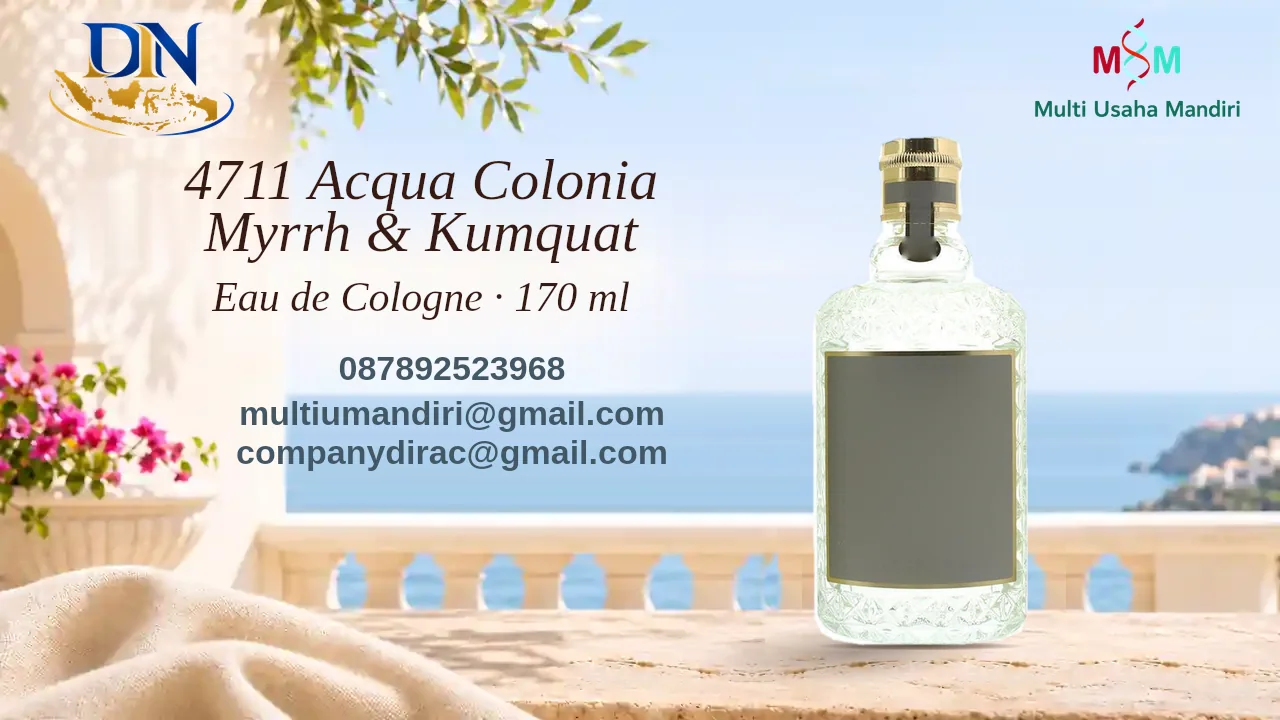 DIN
MSM
Multi Usaha Mandiri
4711 Acqua Colonia
Myrrh & Kumquat
Eau de Cologne · 170 ml
087892523968
multiumandiri@gmail.com
companydirac@gmail.com